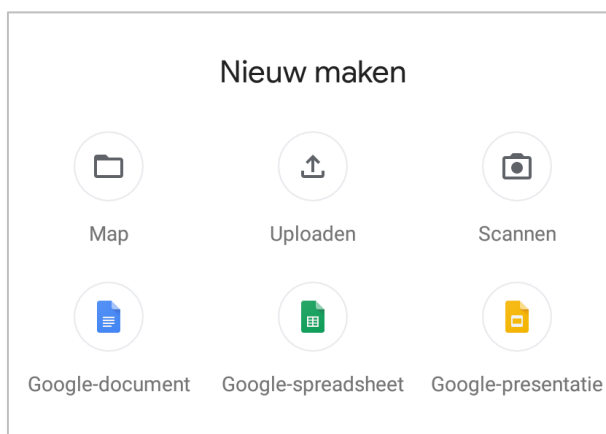 Nieuw maken
Map
Uploaden
Scannen
Google-document
Google-spreadsheet
Google-presentatie